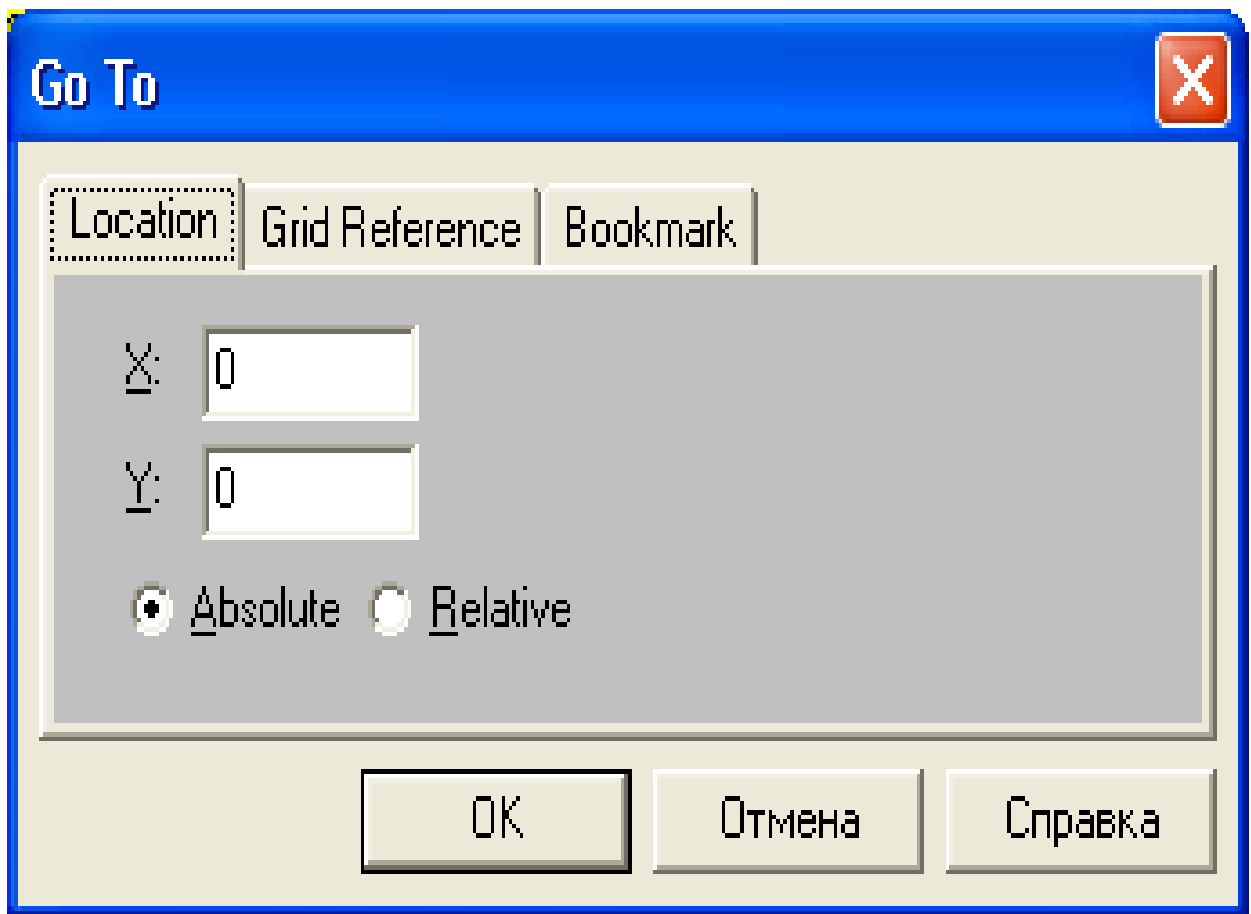 Go To
Location Grid Reference Bookmark
X: 0
Y: 0
Absolute Relative
OK Отмена Справка